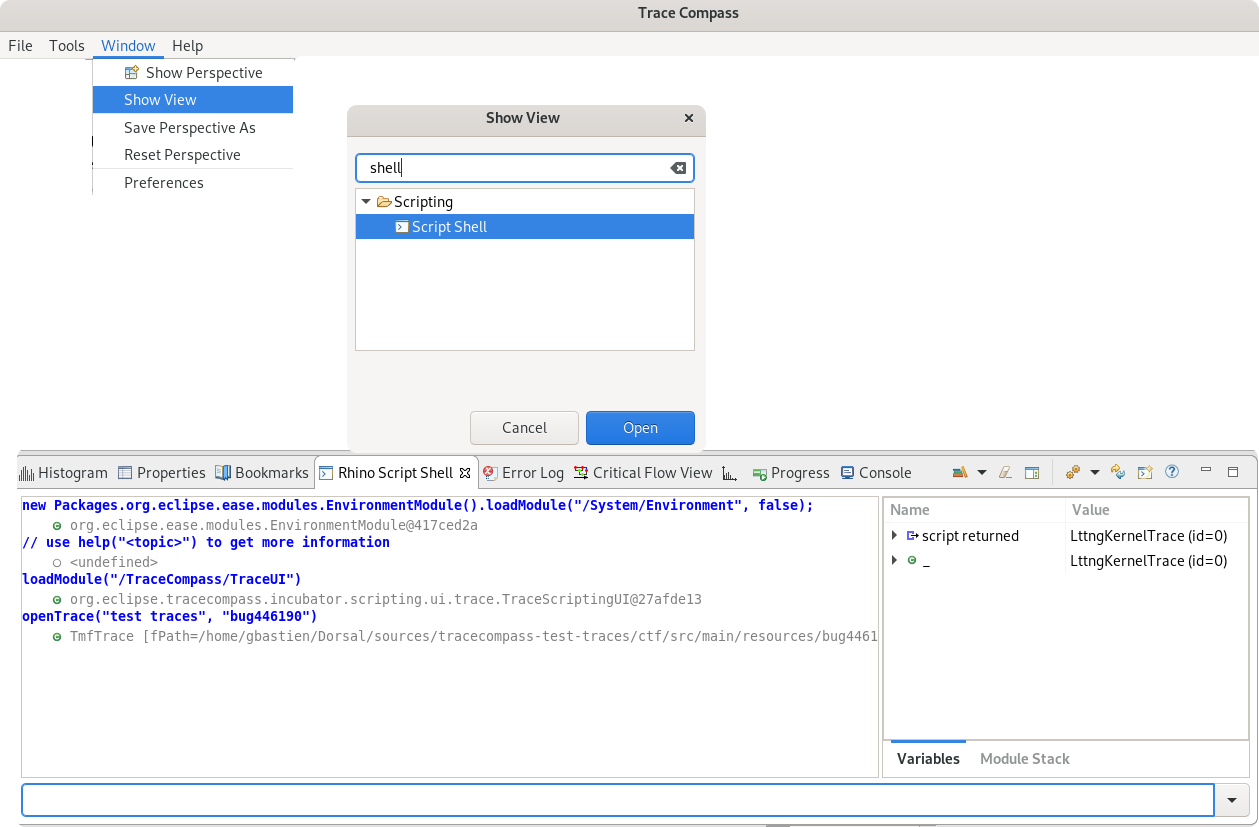 Trace Compass
File Tools Window Help
Show Perspective
Show View
Save Perspective As
Reset Perspective
Preferences
Show View
shell
Scripting
Script Shell
Cancel Open
Histogram Properties Bookmarks Rhino Script Shell Error Log Critical Flow View Progress Console
new Packages.org.eclipse.ease.modules.EnvironmentModule().loadModule("/System/Environment", false);
org.eclipse.ease.modules.EnvironmentModule@417ced2a
// use help("<topic>") to get more information
<undefined>
loadModule("/TraceCompass/TraceUI")
org.eclipse.tracecompass.incubator.scripting.ui.trace.TraceScriptingUI@27afde13
openTrace("test traces", "bug446190")
TmfTrace [fPath=/home/gbastien/Dorsal/sources/tracecompass-test-traces/ctf/src/main/resources/bug4461
Name Value
script returned LttngKernelTrace (id=0)
_ LttngKernelTrace (id=0)
Variables Module Stack